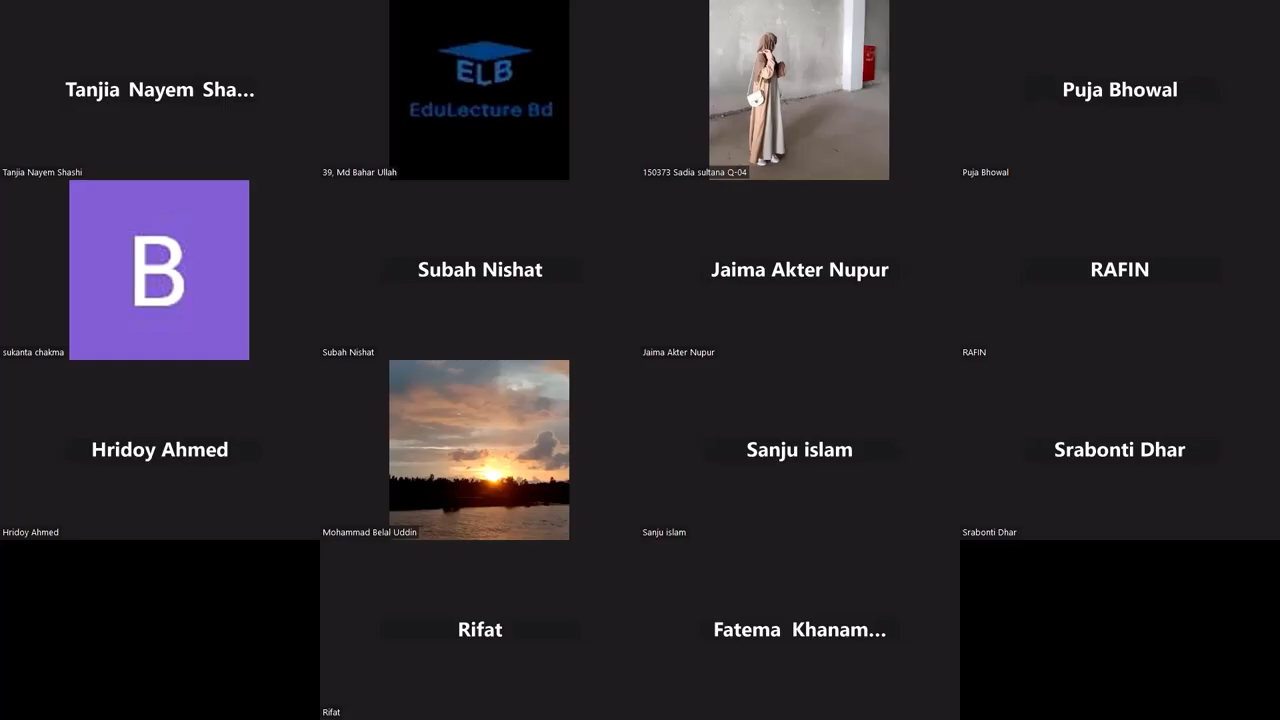 Tanjia Nayem Sha...
Tanjia Nayem Shashi
ELB
EduLecture Bd
39, Md Bahar Ullah
150373 Sadia sultana Q-04
Puja Bhowal
Puja Bhowal
B
sukanta chakma
Subah Nishat
Subah Nishat
Jaima Akter Nupur
Jaima Akter Nupur
RAFIN
RAFIN
Hridoy Ahmed
Hridoy Ahmed
Mohammad Belal Uddin
Sanju islam
Sanju islam
Srabonti Dhar
Srabonti Dhar
Rifat
Rifat
Fatema Khanam...